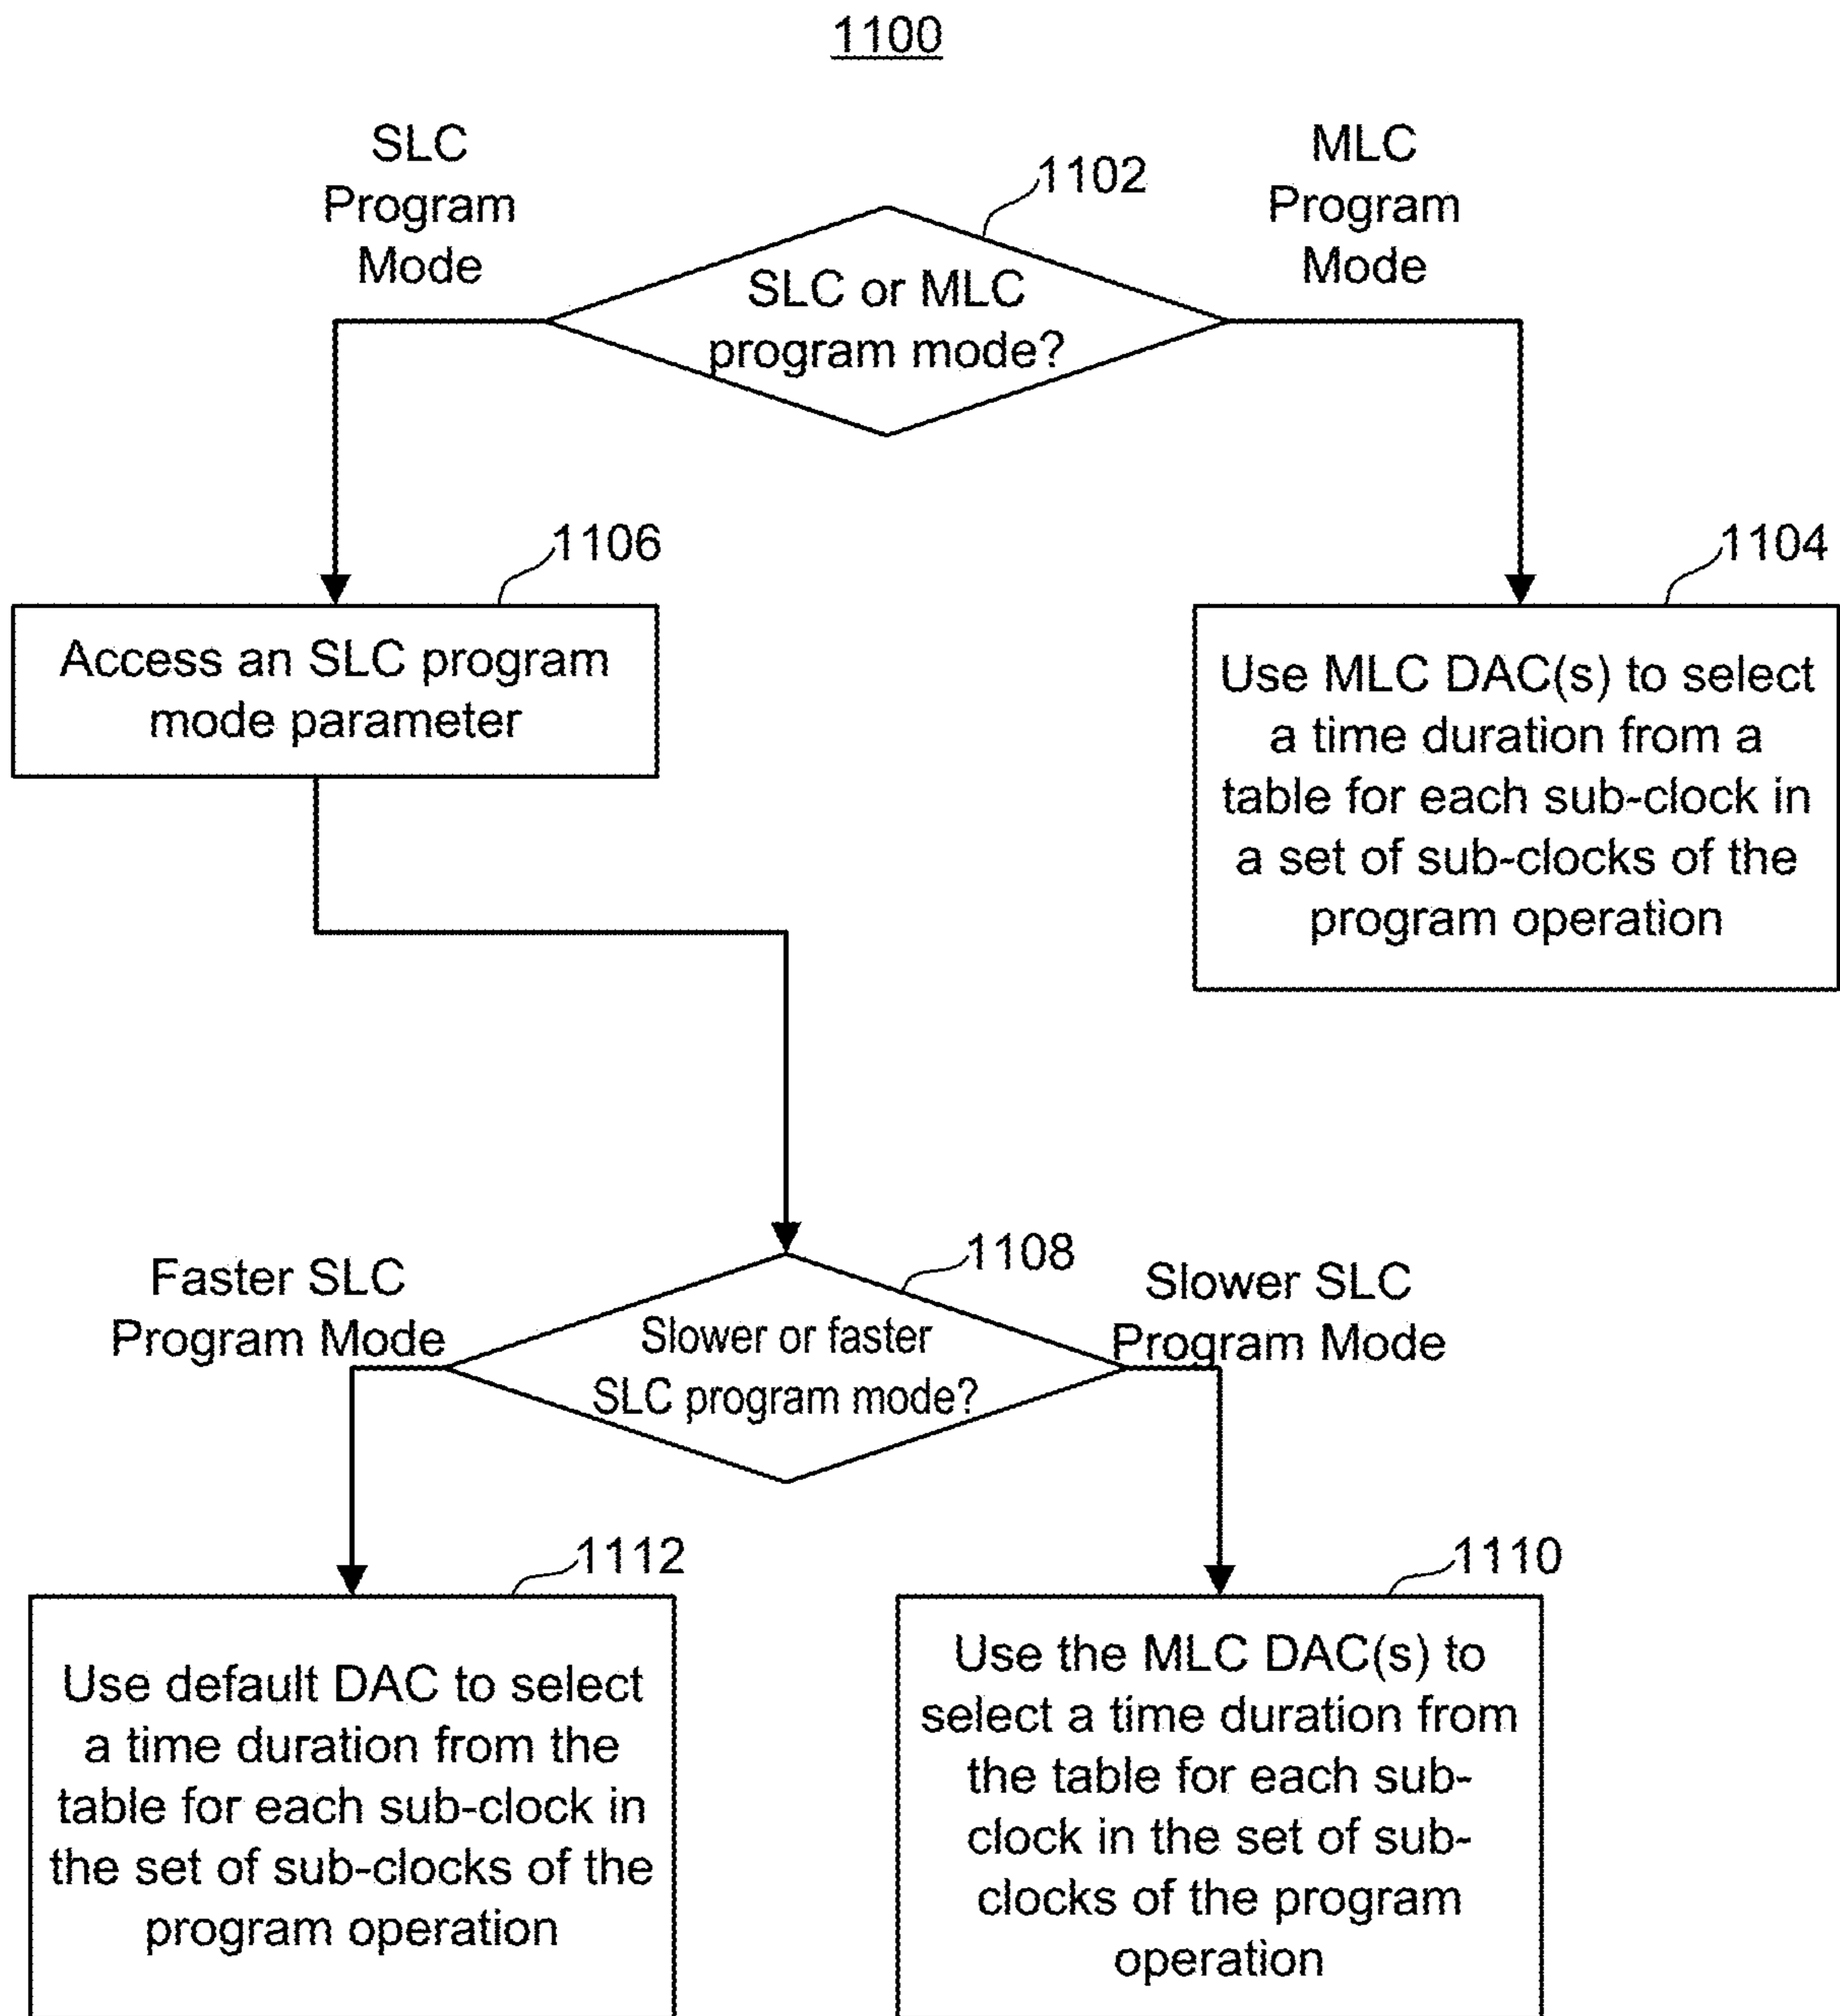 1100
SLC
Program
Mode
MLC
Program
Mode
1102
SLC or MLC
program mode?
1106
Access an SLC program
mode parameter
1104
Use MLC DAC(s) to select
a time duration from a
table for each sub-clock in
a set of sub-clocks of the
program operation
1108
Faster SLC
Program Mode
Slower SLC
Program Mode
Slower or faster
SLC program mode?
1112
Use default DAC to select
a time duration from the
table for each sub-clock in
the set of sub-clocks of the
program operation
1110
Use the MLC DAC(s) to
select a time duration from
the table for each sub-
clock in the set of sub-
clocks of the program
operation